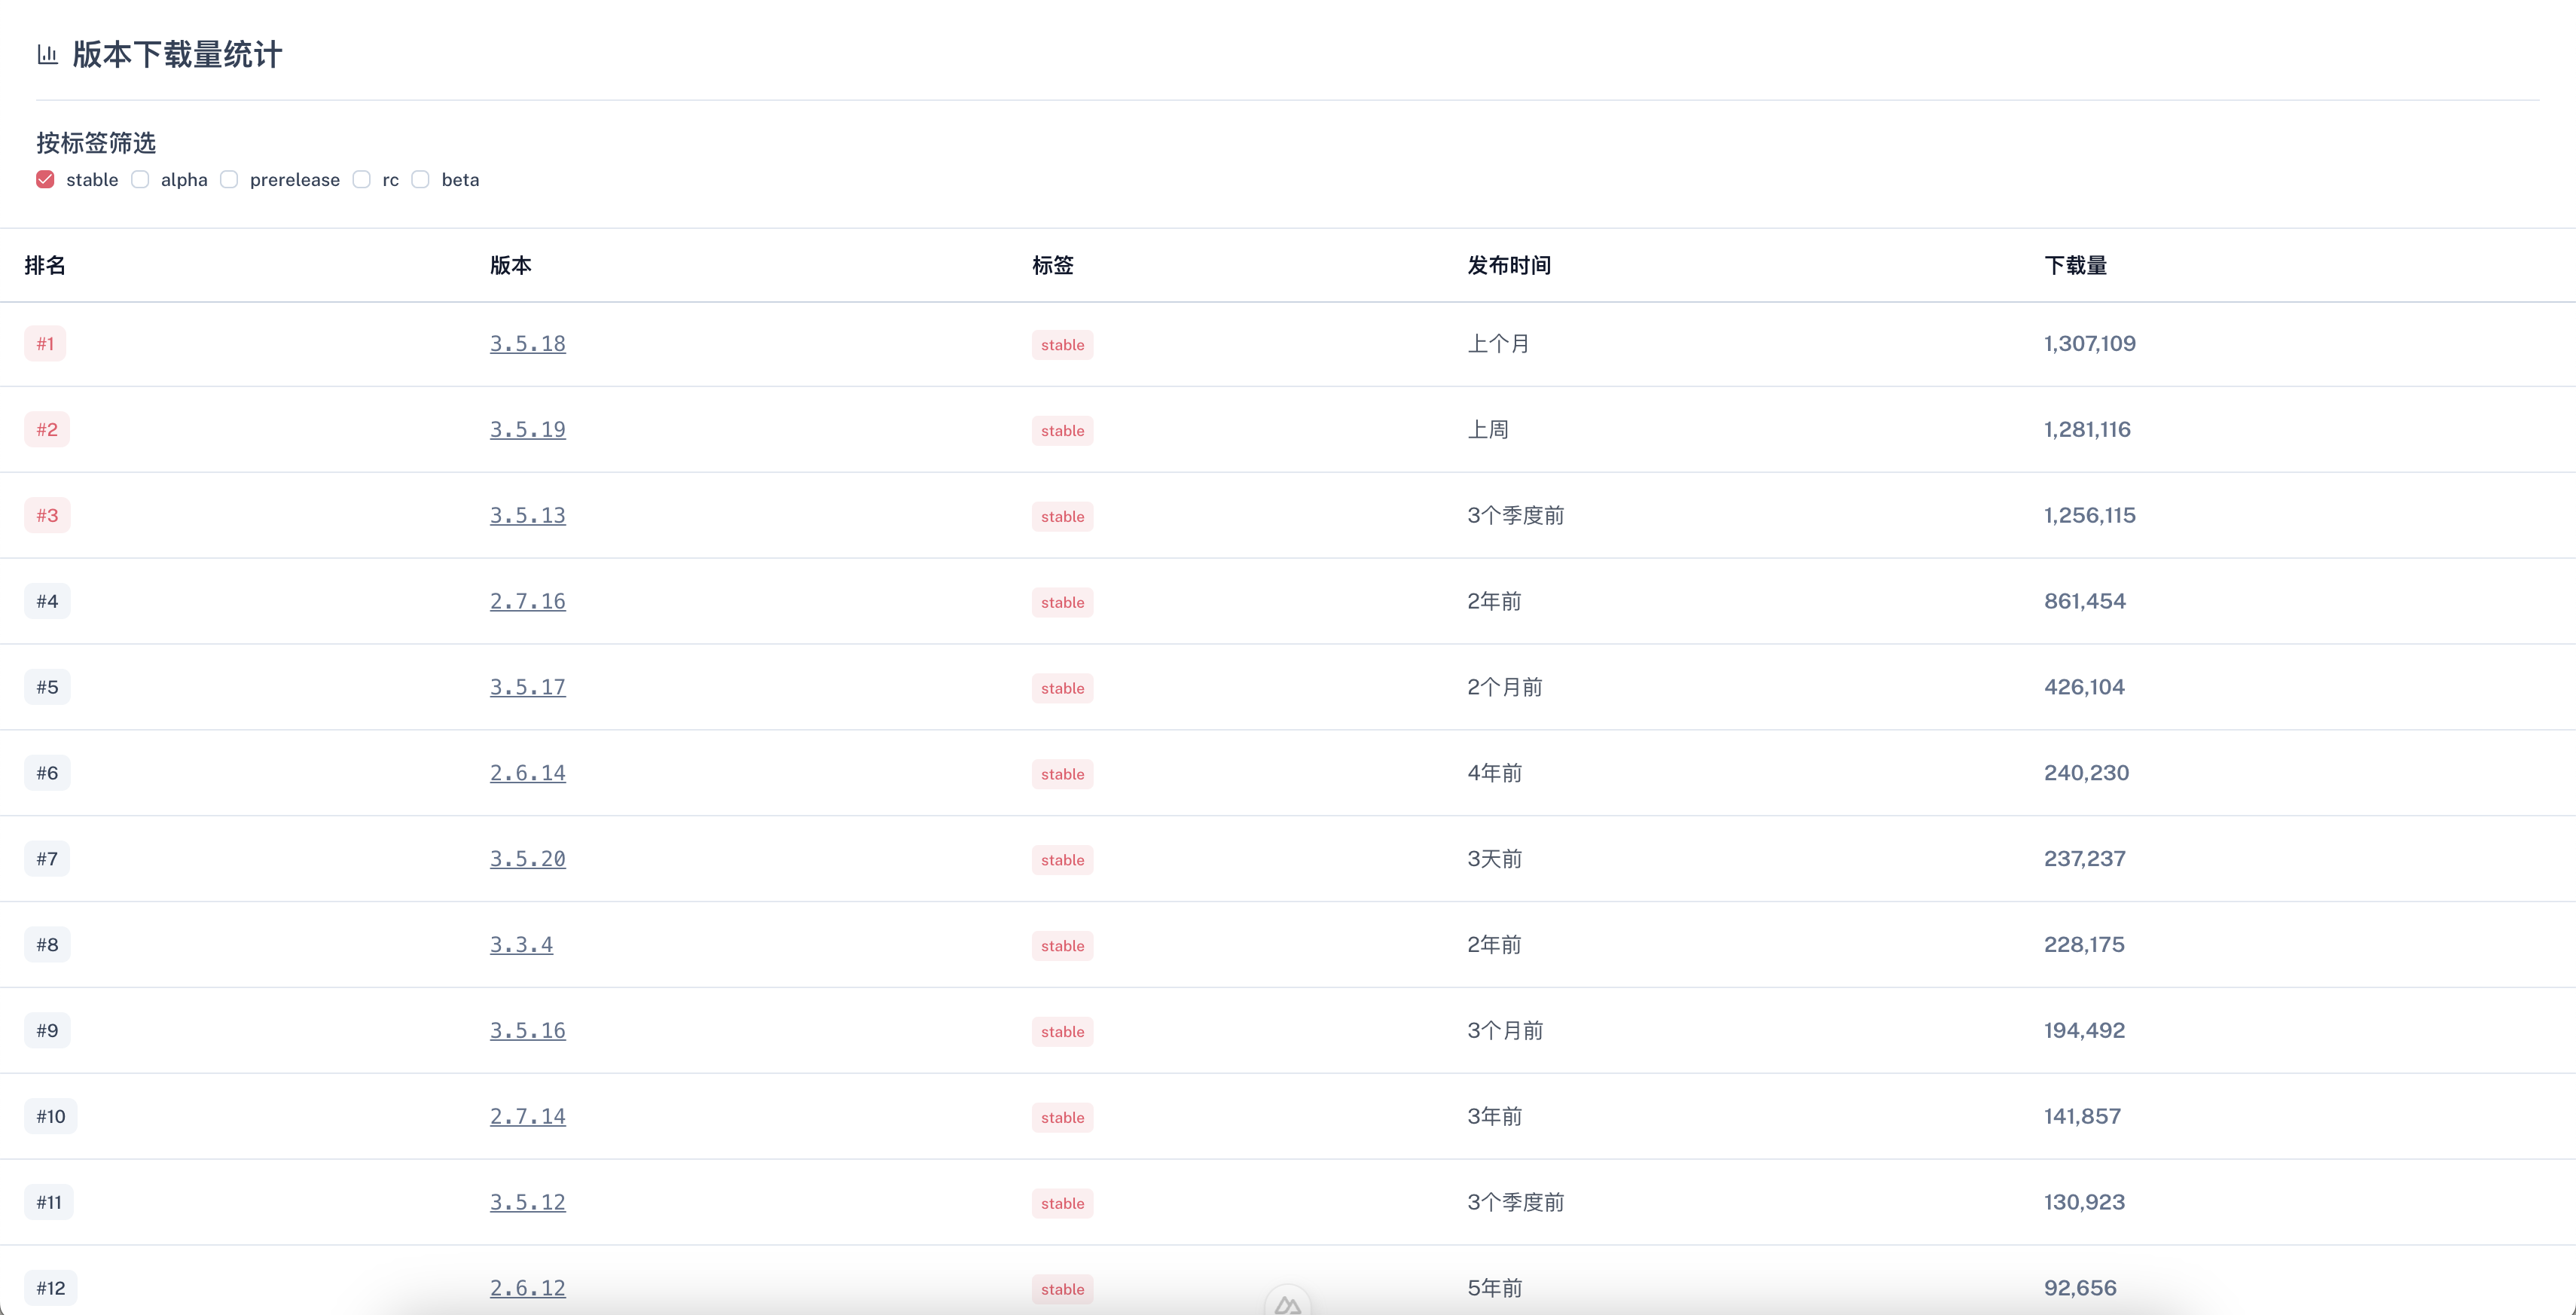 版本下载量统计
按标签筛选
stable alpha prerelease rc beta
排名 版本 标签 发布时间 下载量
#1 3.5.18 stable 上个月 1,307,109
#2 3.5.19 stable 上周 1,281,116
#3 3.5.13 stable 3个季度前 1,256,115
#4 2.7.16 stable 2年前 861,454
#5 3.5.17 stable 2个月前 426,104
#6 2.6.14 stable 4年前 240,230
#7 3.5.20 stable 3天前 237,237
#8 3.3.4 stable 2年前 228,175
#9 3.5.16 stable 3个月前 194,492
#10 2.7.14 stable 3年前 141,857
#11 3.5.12 stable 3个季度前 130,923
#12 2.6.12 stable 5年前 92,656